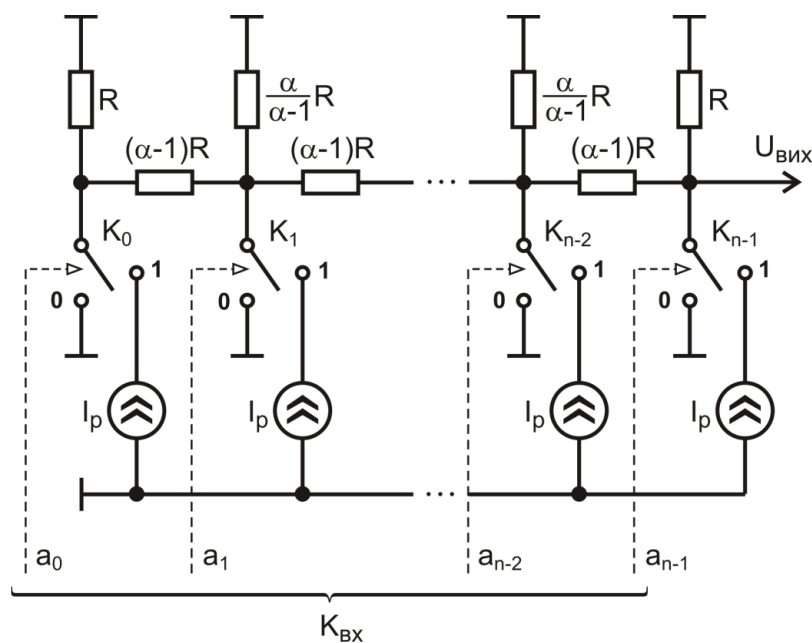 R
α/(α-1) R
α/(α-1) R
R
(α-1)R
(α-1)R
(α-1)R
Uвих
K0
K1
Kn-2
Kn-1
0 1
0 1
0 1
0 1
Ip
Ip
Ip
Ip
...
...
a0
a1
an-2
an-1
Kвх